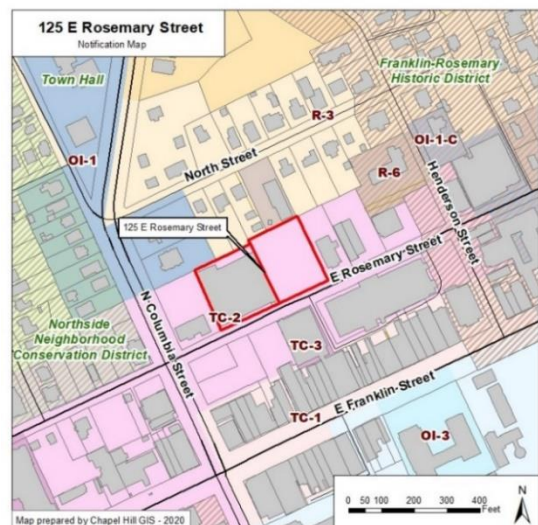 125 E Rosemary Street
Notification Map
Town Hall
Franklin-Rosemary
Historic District
R-3
OI-1
OI-1-C
North Street
R-6
Henderson Street
125 E Rosemary Street
E Rosemary Street
TC-2
N Columbia Street
Northside
Neighborhood
Conservation District
TC-3
TC-1
E Franklin Street
OI-3
N
0 50 100 200 300 400
Feet
Map prepared by Chapel Hill GIS - 2020